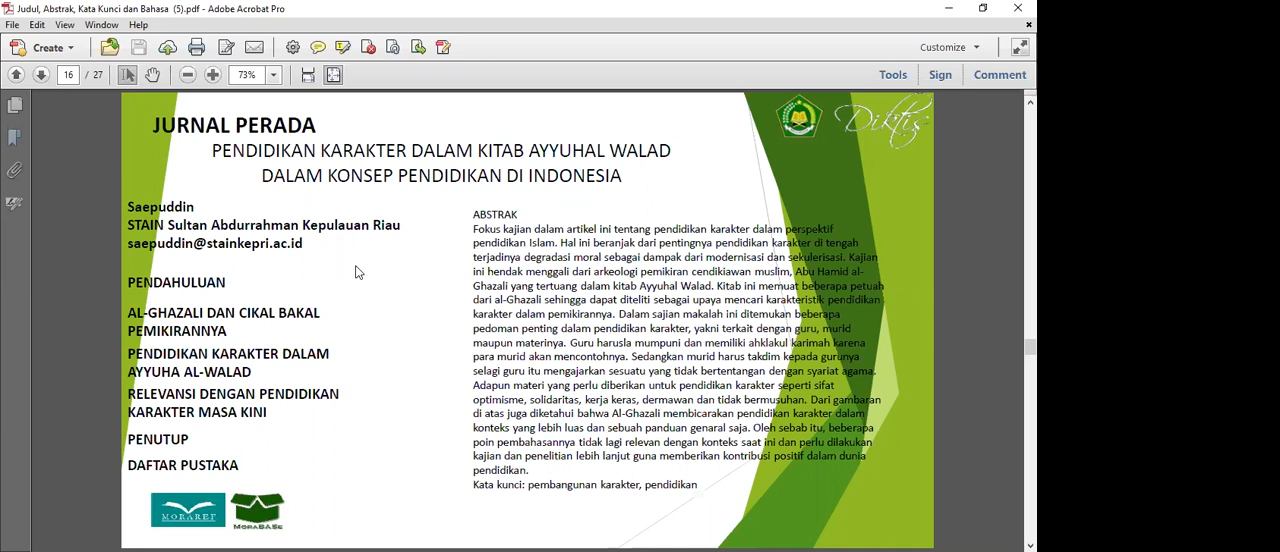 Judul, Abstrak, Kata Kunci dan Bahasa (5).pdf - Adobe Acrobat Pro
File Edit View Window Help
Create
Customize
16 / 27
73%
Tools Sign Comment
JURNAL PERADA
PENDIDIKAN KARAKTER DALAM KITAB AYYUHAL WALAD
DALAM KONSEP PENDIDIKAN DI INDONESIA
Diktis
Saepuddin
STAIN Sultan Abdurrahman Kepulauan Riau
saepuddin@stainkepri.ac.id
PENDAHULUAN
AL-GHAZALI DAN CIKAL BAKAL
PEMIKIRANNYA
PENDIDIKAN KARAKTER DALAM
AYYUHA AL-WALAD
RELEVANSI DENGAN PENDIDIKAN
KARAKTER MASA KINI
PENUTUP
DAFTAR PUSTAKA
MORAREF
MoraBASe
ABSTRAK
Fokus kajian dalam artikel ini tentang pendidikan karakter dalam perspektif
pendidikan Islam. Hal ini beranjak dari pentingnya pendidikan karakter di tengah
terjadinya degradasi moral sebagai dampak dari modernisasi dan sekulerisasi. Kajian
ini hendak menggali dari arkeologi pemikiran cendikiawan muslim, Abu Hamid al-
Ghazali yang tertuang dalam kitab Ayyuhal Walad. Kitab ini memuat beberapa petuah
dari al-Ghazali sehingga dapat diteliti sebagai upaya mencari karakteristik pendidikan
karakter dalam pemikirannya. Dalam sajian makalah ini ditemukan beberapa
pedoman penting dalam pendidikan karakter, yakni terkait dengan guru, murid
maupun materinya. Guru harusla mumpuni dan memiliki ahklakul karimah karena
para murid akan mencontohnya. Sedangkan murid harus takdim kepada gurunya
selagi guru itu mengajarkan sesuatu yang tidak bertentangan dengan syariat agama.
Adapun materi yang perlu diberikan untuk pendidikan karakter seperti sifat
optimisme, solidaritas, kerja keras, dermawan dan tidak bermusuhan. Dari gambaran
di atas juga diketahui bahwa Al-Ghazali membicarakan pendidikan karakter dalam
konteks yang lebih luas dan sebuah panduan genaral saja. Oleh sebab itu, beberapa
poin pembahasannya tidak lagi relevan dengan konteks saat ini dan perlu dilakukan
kajian dan penelitian lebih lanjut guna memberikan kontribusi positif dalam dunia
pendidikan.
Kata kunci: pembangunan karakter, pendidikan